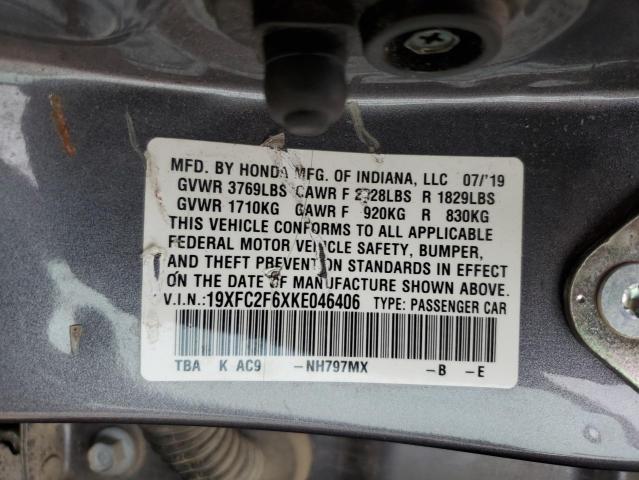 MFD. BY HONDA MFG. OF INDIANA, LLC 07/'19
GVWR 3769LBS GAWR F LBS R 1829LBS
GVWR 1710KG GAWR F 920KG R 830KG
THIS VEHICLE CONFORMS TO ALL APPLICABLE
FEDERAL MOTOR VEHICLE SAFETY, BUMPER,
AND THEFT PREVENTION STANDARDS IN EFFECT
ON THE DATE OF MANUFACTURE SHOWN ABOVE.
V.I.N.:19XFC2F6XKE046406 TYPE: PASSENGER CAR
TBA K AC9 -NH797MX -B -E